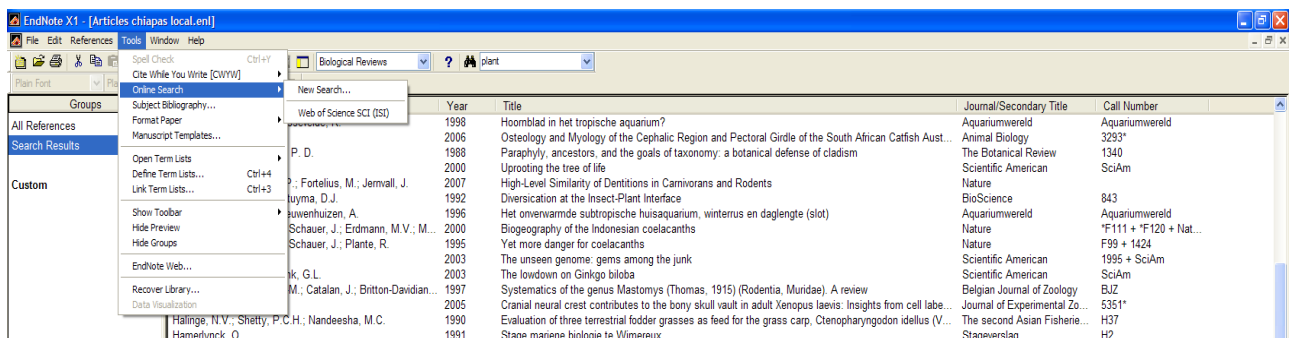 EndNote X1 - [Articles chiapas local.enl]
File Edit References Tools Window Help
Biological Reviews ? plant
Plain Font Pla
Spell Check Ctrl+Y
Cite While You Write [CWYW]
Online Search
Subject Bibliography...
Format Paper
Manuscript Templates...
Open Term Lists
Define Term Lists... Ctrl+4
Link Term Lists... Ctrl+3
Show Toolbar
Hide Preview
Hide Groups
EndNote Web...
Recover Library...
Data Visualization
New Search...
Web of Science SCI (ISI)
Groups
All References
Search Results
Custom
Year Title Journal/Secondary Title Call Number
1998 Hoornblad in het tropische aquarium? Aquariumwereld Aquariumwereld
2006 Osteology and Myology of the Cephalic Region and Pectoral Girdle of the South African Catfish Aust... Animal Biology 3293*
P. D. 1988 Paraphyly, ancestors, and the goals of taxonomy: a botanical defense of cladism The Botanical Review 1340
2000 Uprooting the tree of life Scientific American SciAm
P.; Fortelius, M.; Jernvall, J. 2007 High-Level Similarity of Dentitions in Carnivorans and Rodents Nature
tuyma, D.J. 1992 Diversication at the Insect-Plant Interface BioScience 843
euwenhuizen, A. 1996 Het onverwarmde subtropische huisaquarium, winterrus en daglengte (slot) Aquariumwereld Aquariumwereld
Schauer, J.; Erdmann, M.V.; M... 2000 Biogeography of the Indonesian coelacanths Nature *F111 + *F120 + Nat...
Schauer, J.; Plante, R. 1995 Yet more danger for coelacanths Nature F99 + 1424
2003 The unseen genome: gems among the junk Scientific American 1995 + SciAm
nk, G.L. 2003 The lowdown on Ginkgo biloba Scientific American SciAm
M.; Catalan, J.; Britton-Davidian... 1997 Systematics of the genus Mastomys (Thomas, 1915) (Rodentia, Muridae). A review Belgian Journal of Zoology BJZ
2005 Cranial neural crest contributes to the bony skull vault in adult Xenopus laevis: Insights from cell labe... Journal of Experimental Zo... 5351*
Halinge, N.V.; Shetty, P.C.H.; Nandeesha, M.C. 1990 Evaluation of three terrestrial fodder grasses as feed for the grass carp, Ctenopharyngodon idellus (V... The second Asian Fisherie... H37
Hamerlynck, O. 1991 Stage mariene biologie te Wimereux Stageverslag H2